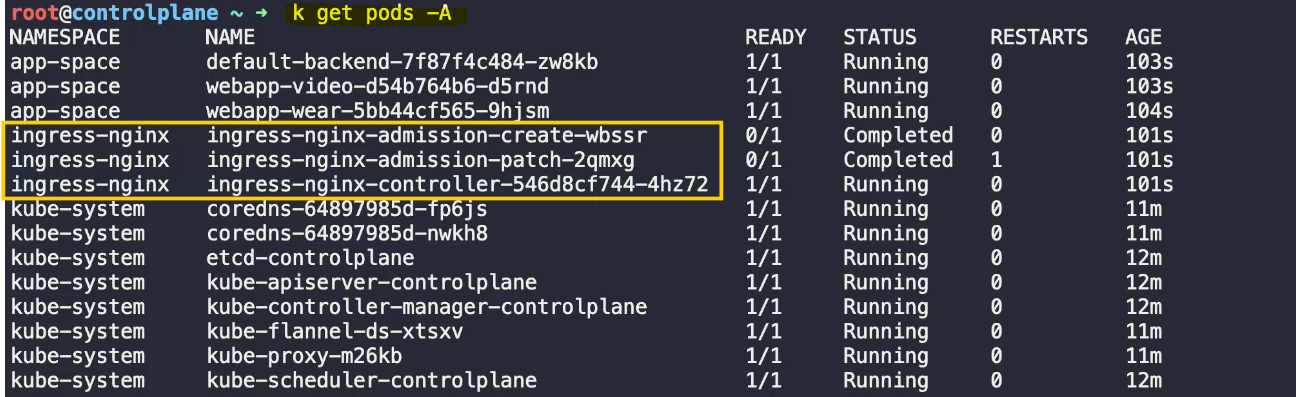 root@controlplane ~ ➜ k get pods -A
NAMESPACE NAME READY STATUS RESTARTS AGE
app-space default-backend-7f87f4c484-zw8kb 1/1 Running 0 103s
app-space webapp-video-d54b764b6-d5rnd 1/1 Running 0 103s
app-space webapp-wear-5bb44cf565-9hjsm 1/1 Running 0 104s
ingress-nginx ingress-nginx-admission-create-wbssr 0/1 Completed 0 101s
ingress-nginx ingress-nginx-admission-patch-2qmxg 0/1 Completed 1 101s
ingress-nginx ingress-nginx-controller-546d8cf744-4hz72 1/1 Running 0 101s
kube-system coredns-64897985d-fp6js 1/1 Running 0 11m
kube-system coredns-64897985d-nwkh8 1/1 Running 0 11m
kube-system etcd-controlplane 1/1 Running 0 12m
kube-system kube-apiserver-controlplane 1/1 Running 0 12m
kube-system kube-controller-manager-controlplane 1/1 Running 0 12m
kube-system kube-flannel-ds-xtsxv 1/1 Running 0 11m
kube-system kube-proxy-m26kb 1/1 Running 0 11m
kube-system kube-scheduler-controlplane 1/1 Running 0 12m